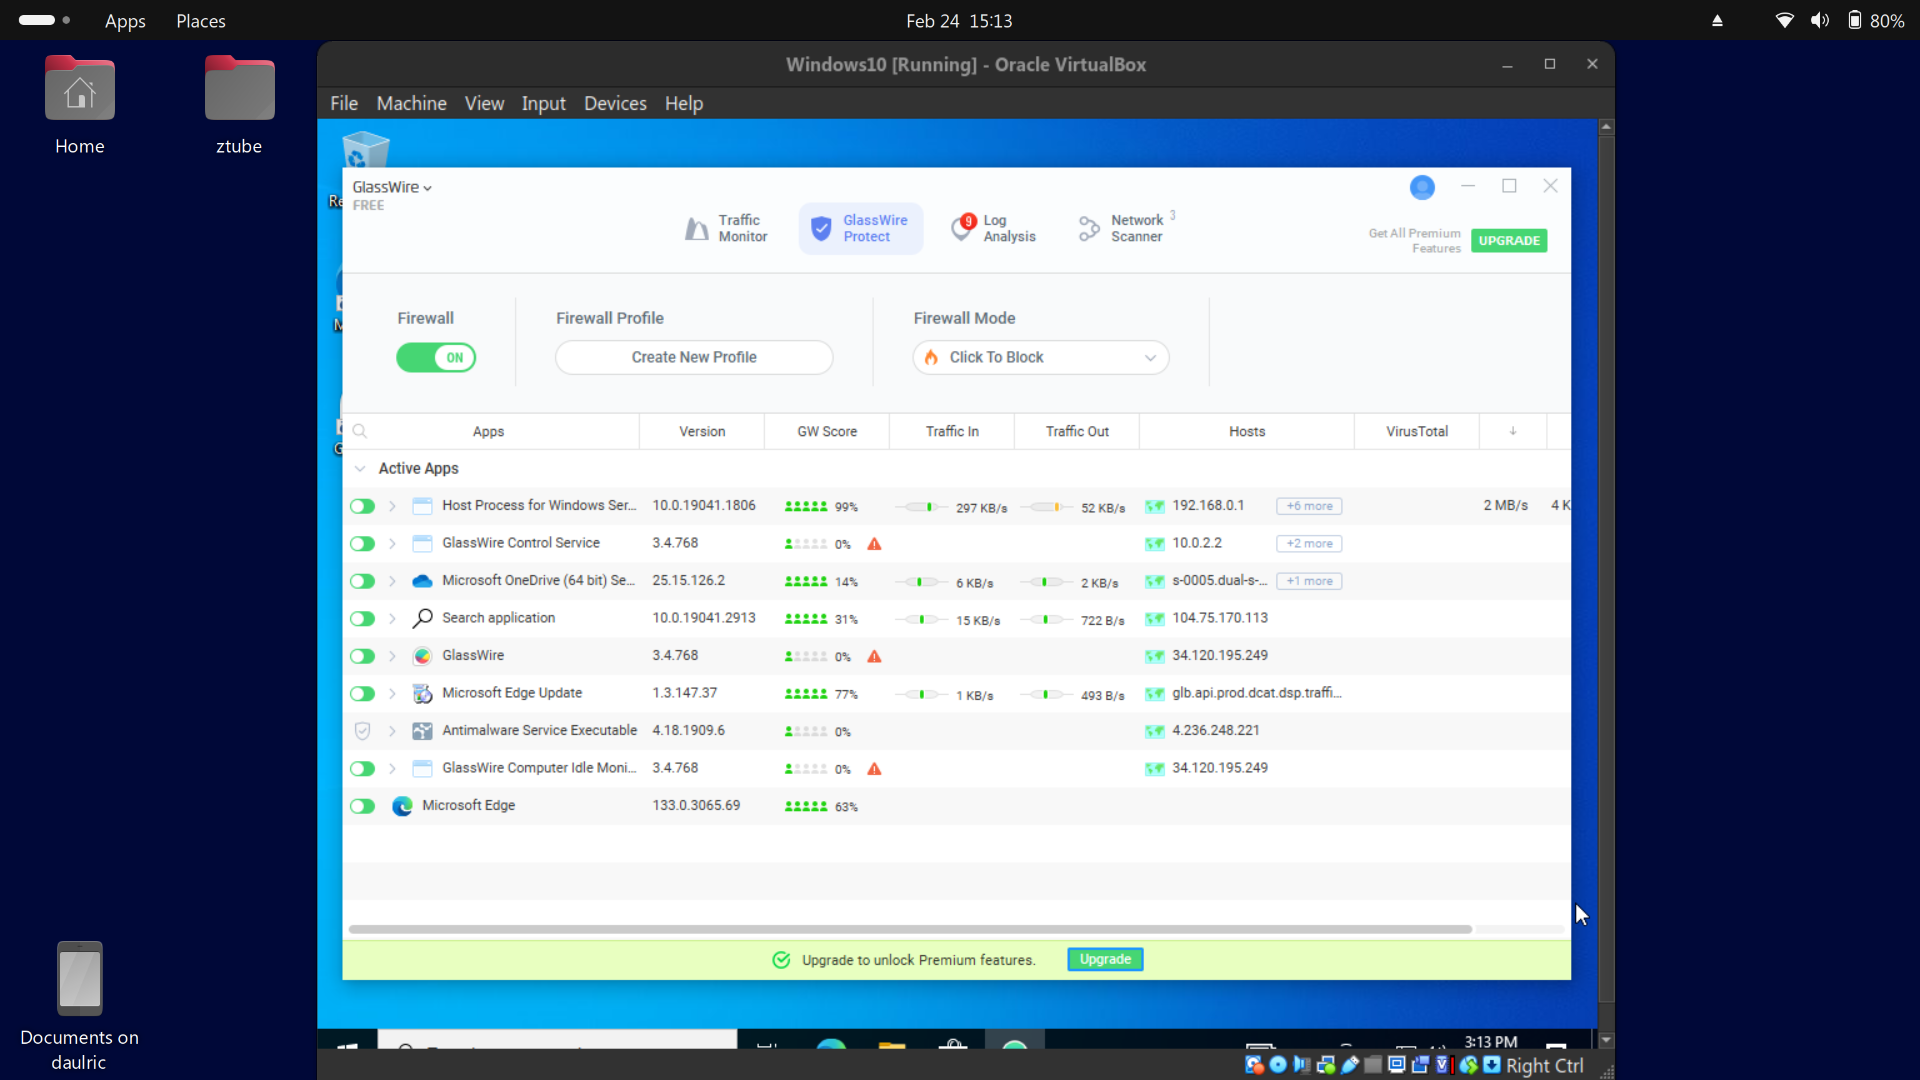 Apps Places Feb 24 15:13 80%
Home ztube
Documents on
daulric
Windows10 [Running] - Oracle VirtualBox
File Machine View Input Devices Help
GlassWire
FREE
Traffic
Monitor
GlassWire
Protect
9
Log
Analysis
Network 3
Scanner
Get All Premium
Features
UPGRADE
Firewall
ON
Firewall Profile
Create New Profile
Firewall Mode
Click To Block
Apps Version GW Score Traffic In Traffic Out Hosts VirusTotal ↓
Active Apps
Host Process for Windows Ser... 10.0.19041.1806 99% 297 KB/s 52 KB/s 192.168.0.1 +6 more 2 MB/s 4 K
GlassWire Control Service 3.4.768 0% 10.0.2.2 +2 more
Microsoft OneDrive (64 bit) Se... 25.15.126.2 14% 6 KB/s 2 KB/s s-0005.dual-s-... +1 more
Search application 10.0.19041.2913 31% 15 KB/s 722 B/s 104.75.170.113
GlassWire 3.4.768 0% 34.120.195.249
Microsoft Edge Update 1.3.147.37 77% 1 KB/s 493 B/s glb.api.prod.dcat.dsp.traffi...
Antimalware Service Executable 4.18.1909.6 0% 4.236.248.221
GlassWire Computer Idle Moni... 3.4.768 0% 34.120.195.249
Microsoft Edge 133.0.3065.69 63%
Upgrade to unlock Premium features. Upgrade
3:13 PM
Right Ctrl